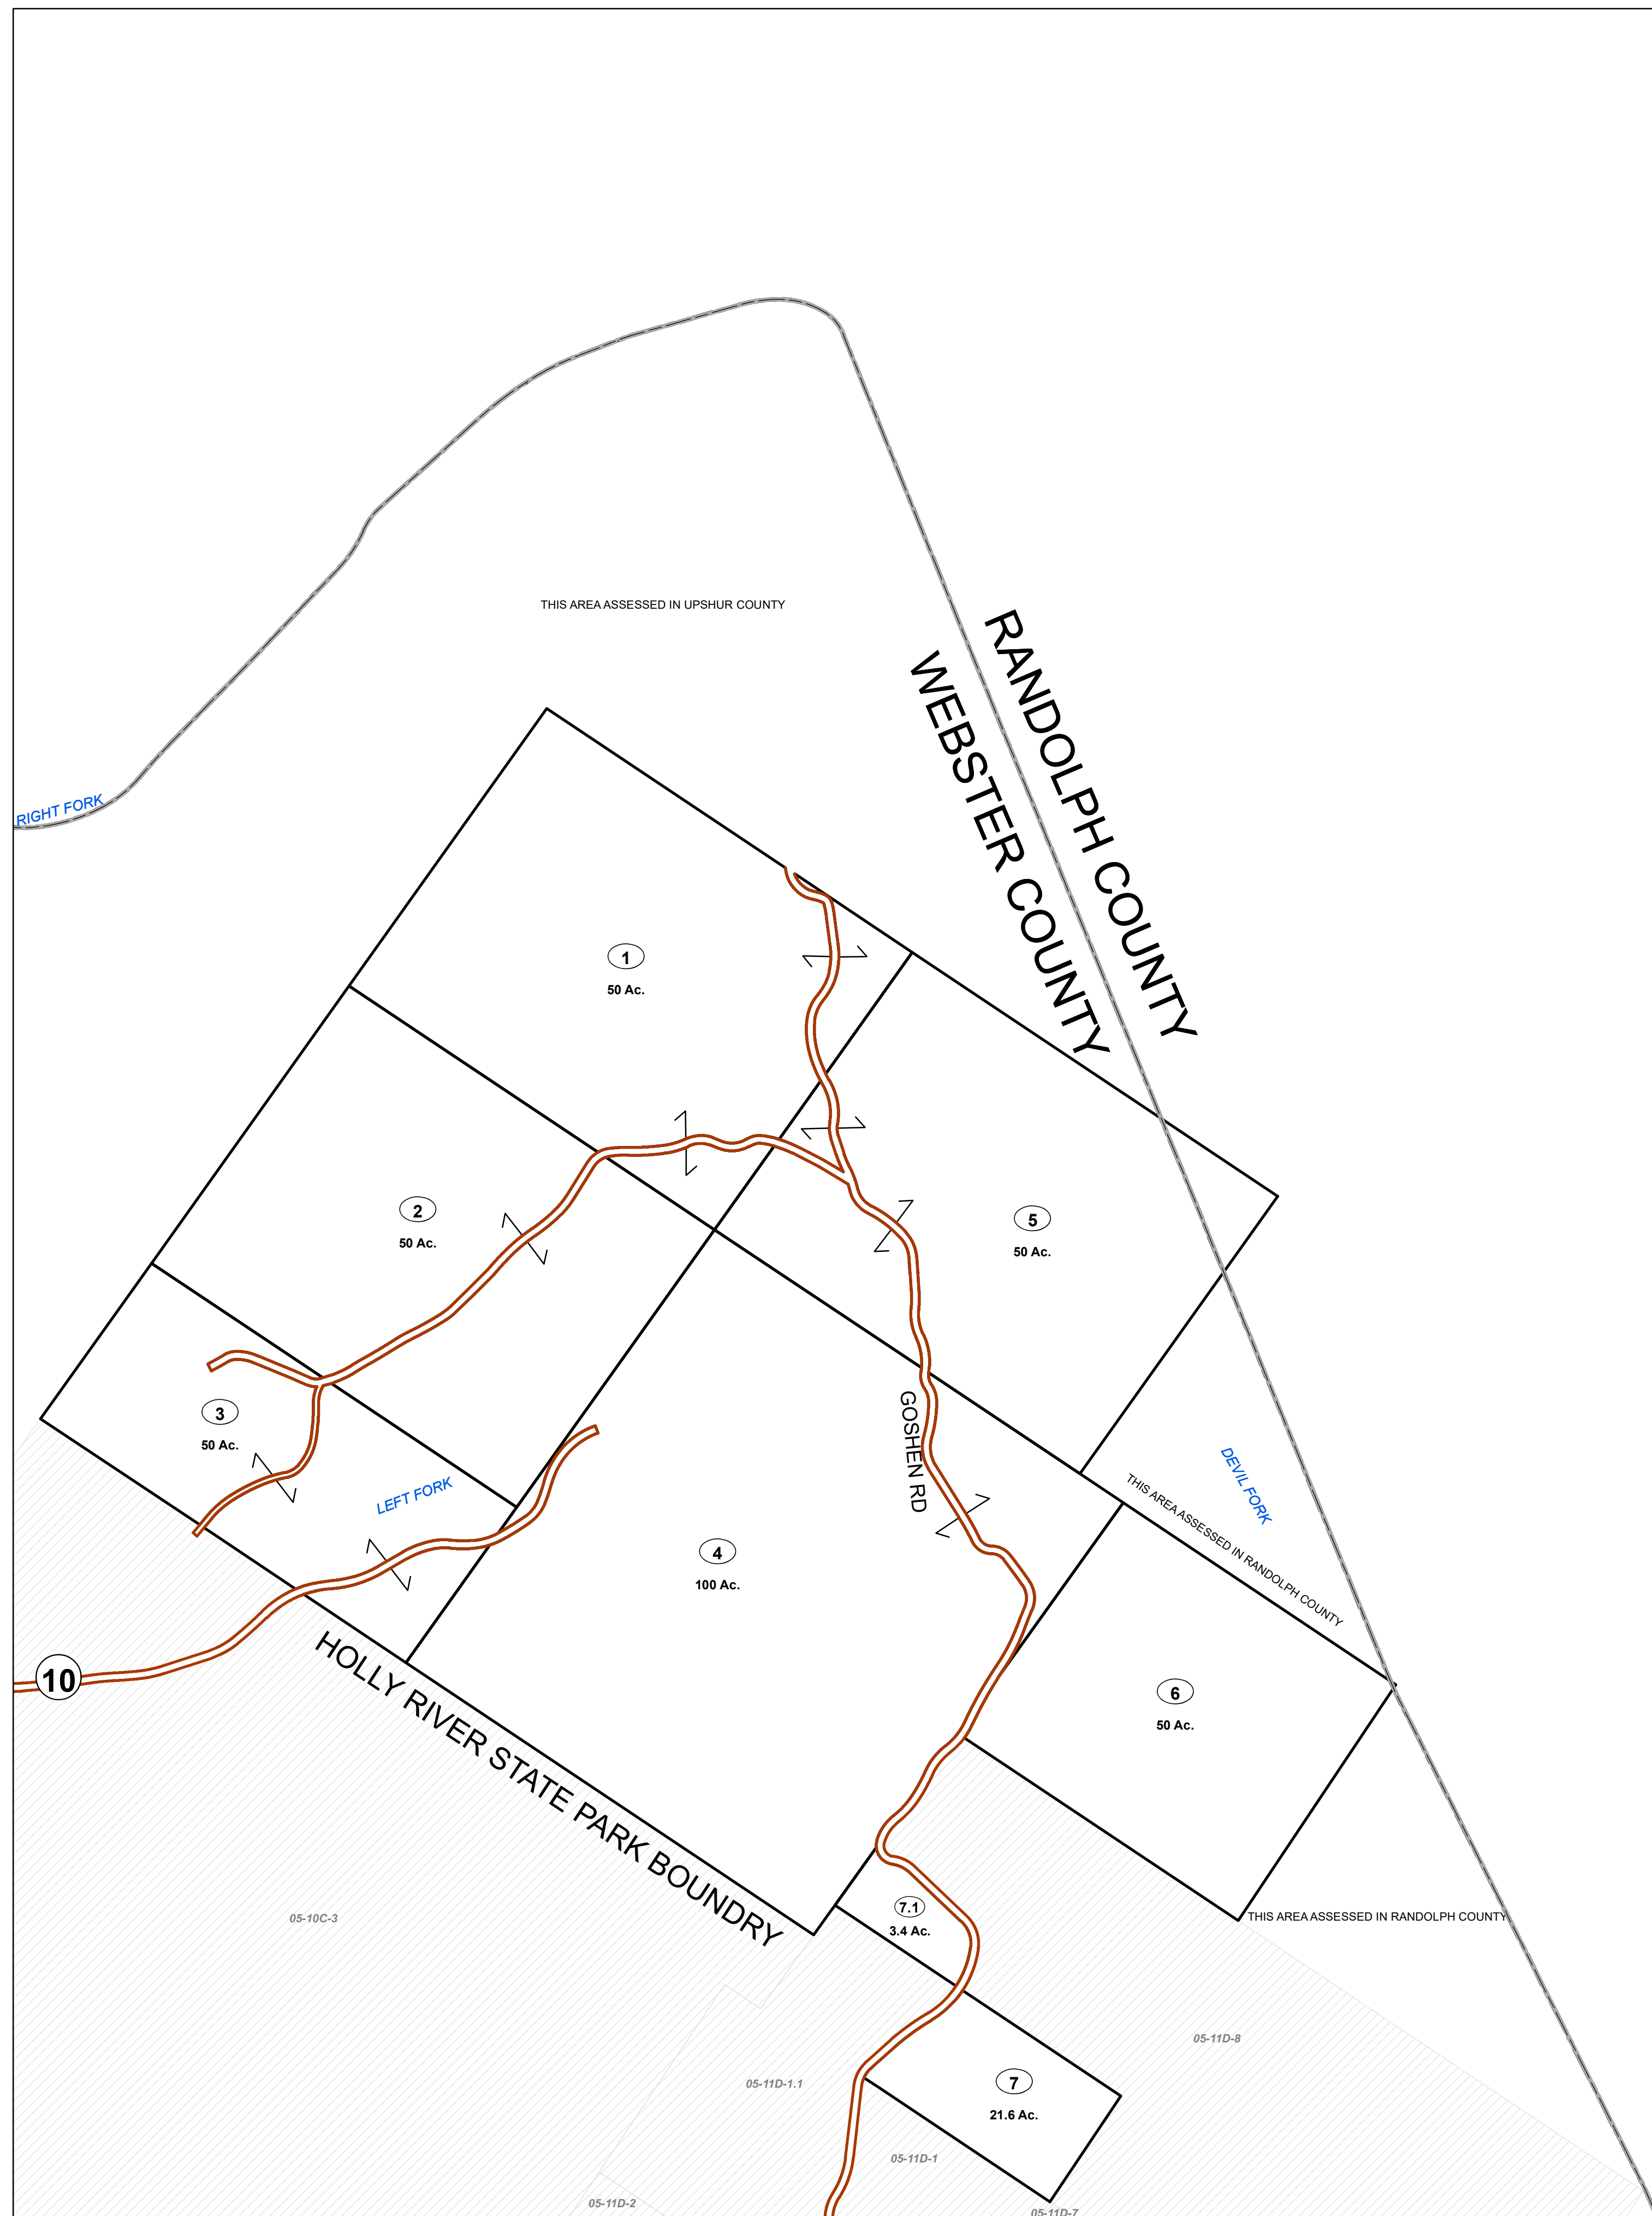 THIS AREA ASSESSED IN UPSHUR COUNTY
RANDOLPH COUNTY
WEBSTER COUNTY
RIGHT FORK
1
50 Ac.
2
50 Ac.
5
50 Ac.
3
50 Ac.
GOSHEN RD
LEFT FORK
DEVIL FORK
THIS AREA ASSESSED IN RANDOLPH COUNTY
4
100 Ac.
10
6
50 Ac.
HOLLY RIVER STATE PARK BOUNDRY
7.1
3.4 Ac.
THIS AREA ASSESSED IN RANDOLPH COUNTY
05-10C-3
05-11D-8
05-11D-1.1
7
21.6 Ac.
05-11D-1
05-11D-2
05-11D-7